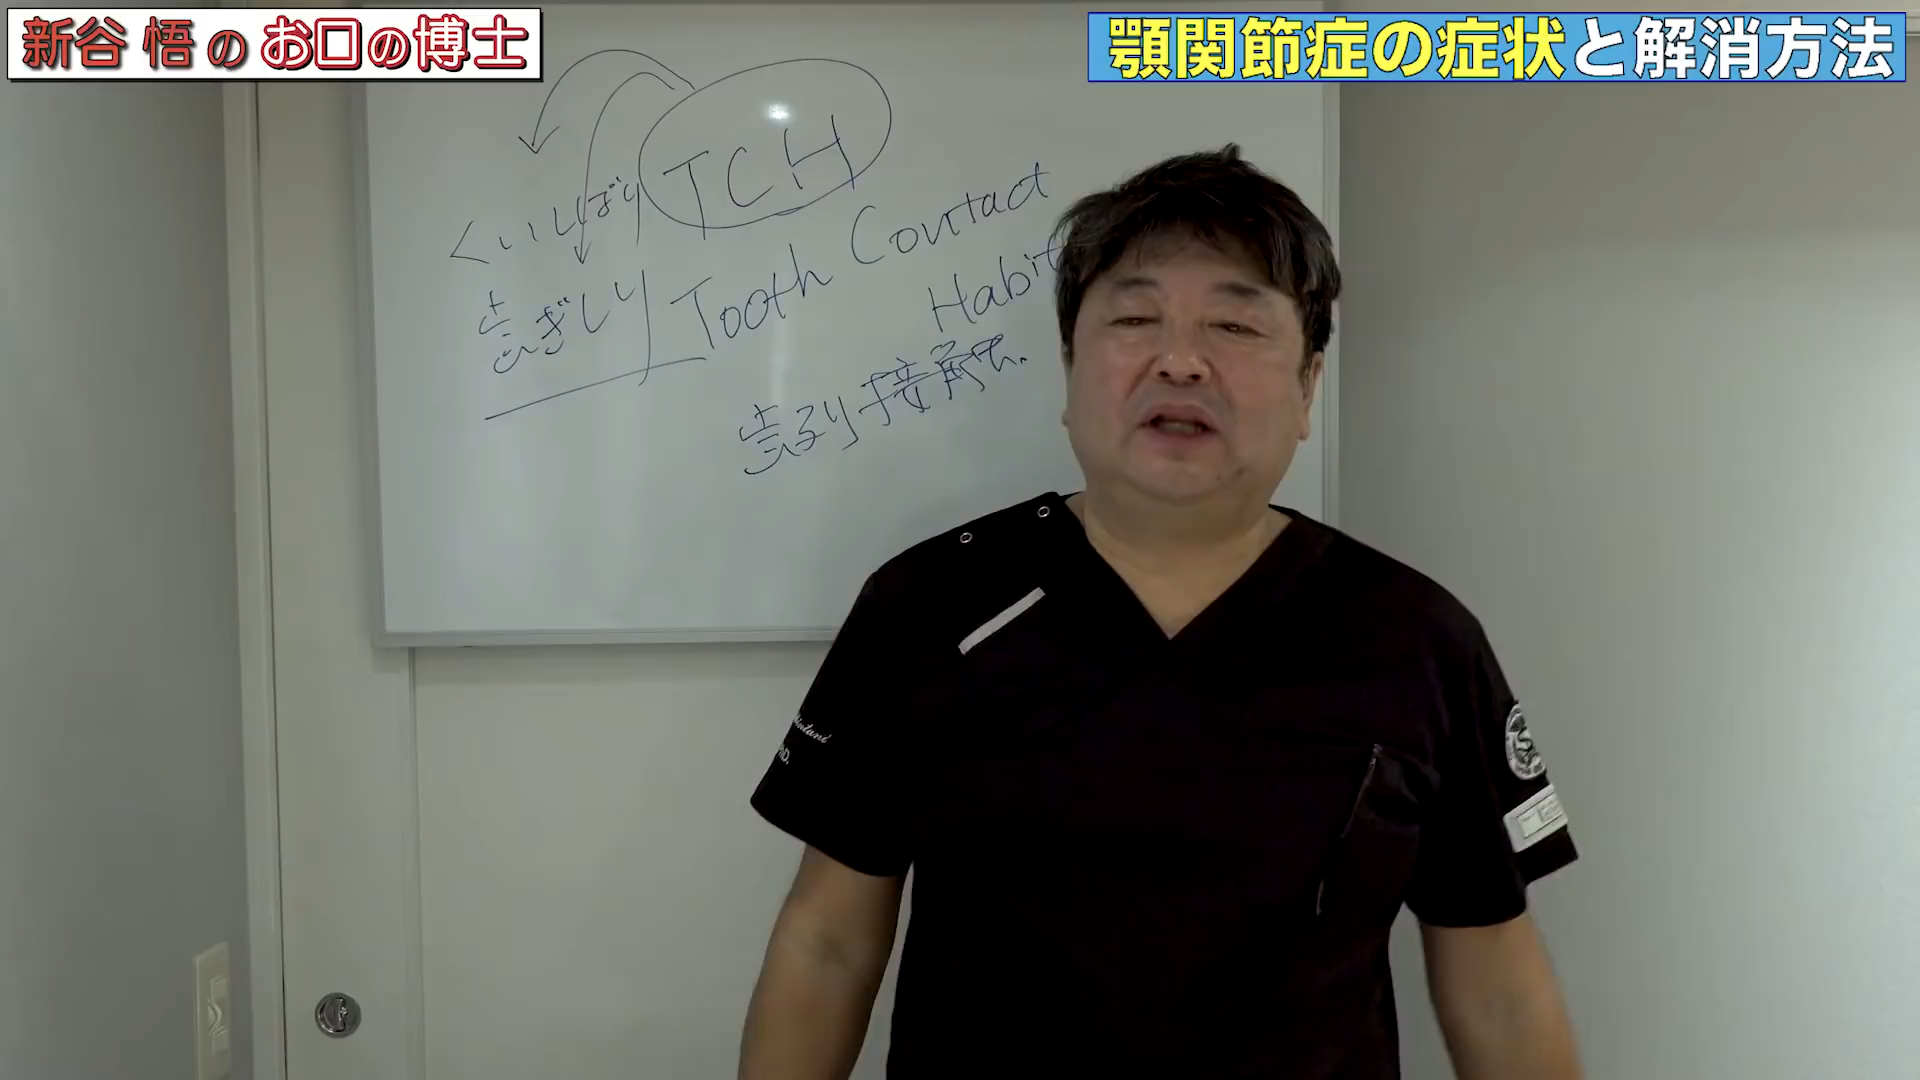 新谷 悟 の お口の博士
顎関節症の症状と解消方法
TCH
くいしばり
歯ぎしり
Tooth Contact
Habit
歯列接触